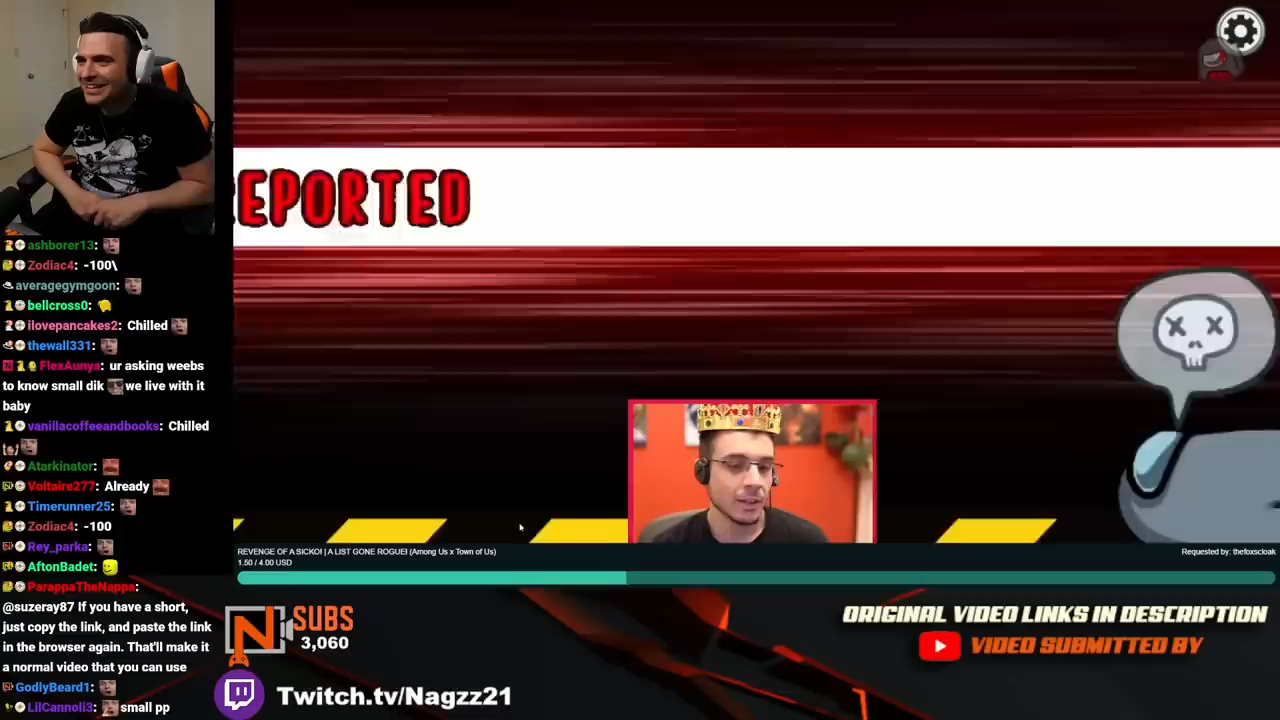 REPORTED
ashborer13:
Zodiac4: -100\
averagegymgoon:
bellcross0:
ilovepancakes2: Chilled
thewall331:
FlexAunya: ur asking weebs
to know small dik we live with it
baby
vanillacoffeeandbooks: Chilled
Atarkinator:
Voltaire277: Already
Timerunner25:
Zodiac4: -100
Rey_parka:
AftonBadet:
ParappaTheNappa:
@suzeray87 If you have a short,
just copy the link, and paste the link
in the browser again. That'll make it
a normal video that you can use
GodlyBeard1:
LilCannoli3: small pp
REVENGE OF A SICKOI | A LIST GONE ROGUE! (Among Us x Town of Us)
1.50 / 4.00 USD
Requested by: thefoxscloak
N SUBS
3,060
Twitch.tv/Nagzz21
ORIGINAL VIDEO LINKS IN DESCRIPTION
VIDEO SUBMITTED BY